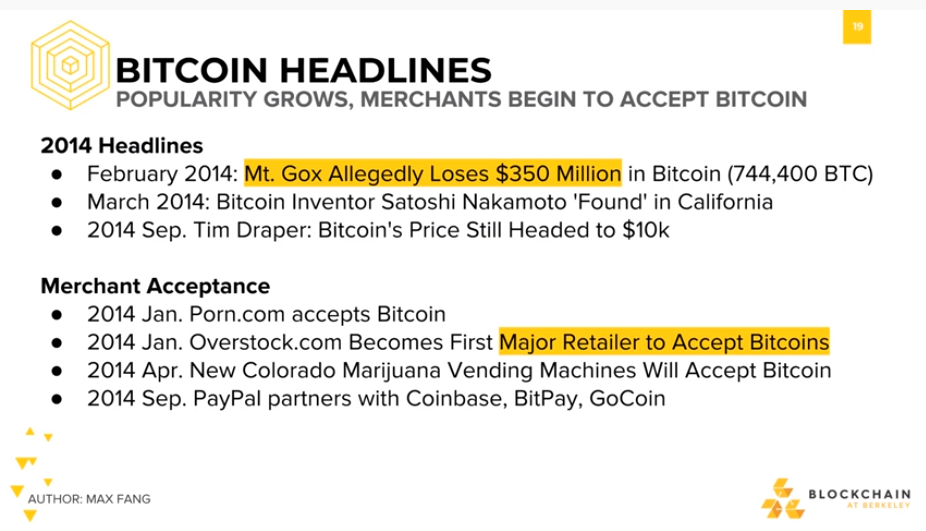 19
BITCOIN HEADLINES
POPULARITY GROWS, MERCHANTS BEGIN TO ACCEPT BITCOIN
2014 Headlines
● February 2014: Mt. Gox Allegedly Loses $350 Million in Bitcoin (744,400 BTC)
● March 2014: Bitcoin Inventor Satoshi Nakamoto 'Found' in California
● 2014 Sep. Tim Draper: Bitcoin's Price Still Headed to $10k
Merchant Acceptance
● 2014 Jan. Porn.com accepts Bitcoin
● 2014 Jan. Overstock.com Becomes First Major Retailer to Accept Bitcoins
● 2014 Apr. New Colorado Marijuana Vending Machines Will Accept Bitcoin
● 2014 Sep. PayPal partners with Coinbase, BitPay, GoCoin
AUTHOR: MAX FANG
BLOCKCHAIN
AT BERKELEY